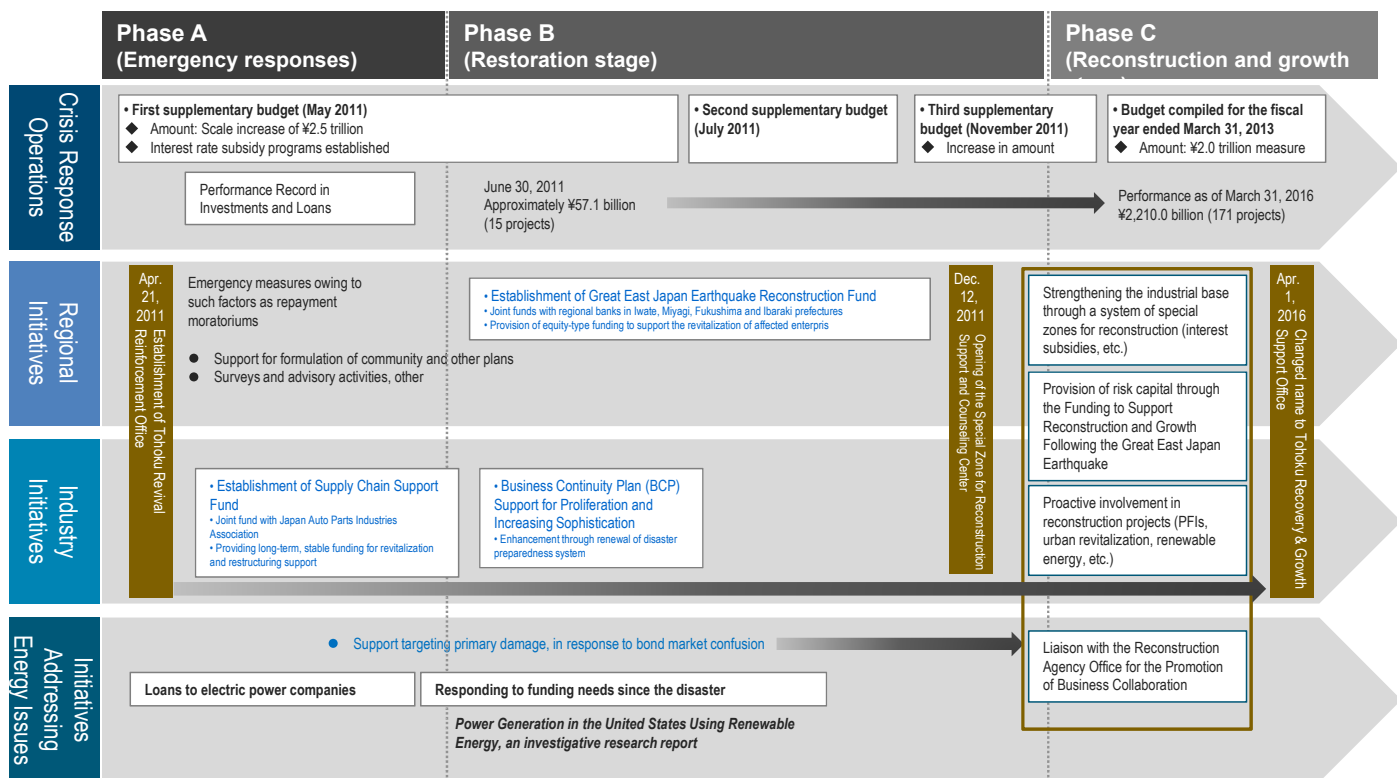 Phase A
(Emergency responses)
Phase B
(Restoration stage)
Phase C
(Reconstruction and growth
Crisis Response
Operations
• First supplementary budget (May 2011)
◆ Amount: Scale increase of ¥2.5 trillion
◆ Interest rate subsidy programs established
• Second supplementary budget
(July 2011)
• Third supplementary
budget (November 2011)
◆ Increase in amount
• Budget compiled for the fiscal
year ended March 31, 2013
◆ Amount: ¥2.0 trillion measure
Performance Record in
Investments and Loans
June 30, 2011
Approximately ¥57.1 billion
(15 projects)
Performance as of March 31, 2016
¥2,210.0 billion (171 projects)
Regional
Initiatives
Apr.
21,
2011
Establishment of Tohoku Revival
Reinforcement Office
Emergency measures owing to
such factors as repayment
moratoriums
● Support for formulation of community and other plans
● Surveys and advisory activities, other
• Establishment of Great East Japan Earthquake Reconstruction Fund
• Joint funds with regional banks in Iwate, Miyagi, Fukushima and Ibaraki prefectures
• Provision of equity-type funding to support the revitalization of affected enterpris
Dec.
12,
2011
Opening of the Special Zone for Reconstruction
Support and Counseling Center
Strengthening the industrial base
through a system of special
zones for reconstruction (interest
subsidies, etc.)
Provision of risk capital through
the Funding to Support
Reconstruction and Growth
Following the Great East Japan
Earthquake
Apr.
1,
2016
Changed name to Tohoku Recovery & Growth
Support Office
Industry
Initiatives
• Establishment of Supply Chain Support
Fund
• Joint fund with Japan Auto Parts Industries
Association
• Providing long-term, stable funding for revitalization
and restructuring support
• Business Continuity Plan (BCP)
Support for Proliferation and
Increasing Sophistication
• Enhancement through renewal of disaster
preparedness system
Proactive involvement in
reconstruction projects (PFIs,
urban revitalization, renewable
energy, etc.)
Initiatives
Addressing
Energy Issues
● Support targeting primary damage, in response to bond market confusion
Loans to electric power companies
Responding to funding needs since the disaster
Power Generation in the United States Using Renewable
Energy, an investigative research report
Liaison with the Reconstruction
Agency Office for the Promotion
of Business Collaboration